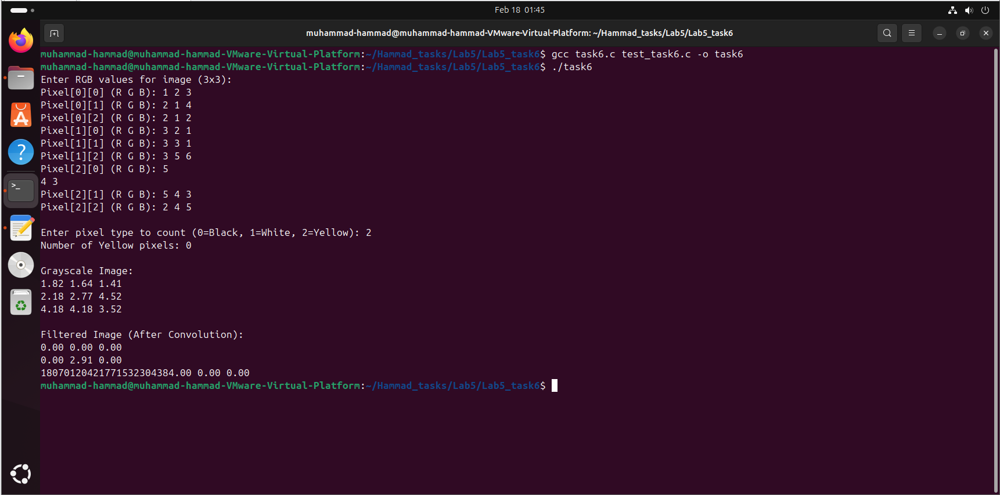 Feb 18 01:45
muhammad-hammad@muhammad-hammad-VMware-Virtual-Platform: ~/Hammad_tasks/Lab5/Lab5_task6
muhammad-hammad@muhammad-hammad-VMware-Virtual-Platform:~/Hammad_tasks/Lab5/Lab5_task6$ gcc task6.c test_task6.c -o task6
muhammad-hammad@muhammad-hammad-VMware-Virtual-Platform:~/Hammad_tasks/Lab5/Lab5_task6$ ./task6
Enter RGB values for image (3x3):
Pixel[0][0] (R G B): 1 2 3
Pixel[0][1] (R G B): 2 1 4
Pixel[0][2] (R G B): 2 1 2
Pixel[1][0] (R G B): 3 2 1
Pixel[1][1] (R G B): 3 3 1
Pixel[1][2] (R G B): 3 5 6
Pixel[2][0] (R G B): 5
4 3
Pixel[2][1] (R G B): 5 4 3
Pixel[2][2] (R G B): 2 4 5
Enter pixel type to count (0=Black, 1=White, 2=Yellow): 2
Number of Yellow pixels: 0
Grayscale Image:
1.82 1.64 1.41
2.18 2.77 4.52
4.18 4.18 3.52
Filtered Image (After Convolution):
0.00 0.00 0.00
0.00 2.91 0.00
18070120421771532304384.00 0.00 0.00
muhammad-hammad@muhammad-hammad-VMware-Virtual-Platform:~/Hammad_tasks/Lab5/Lab5_task6$